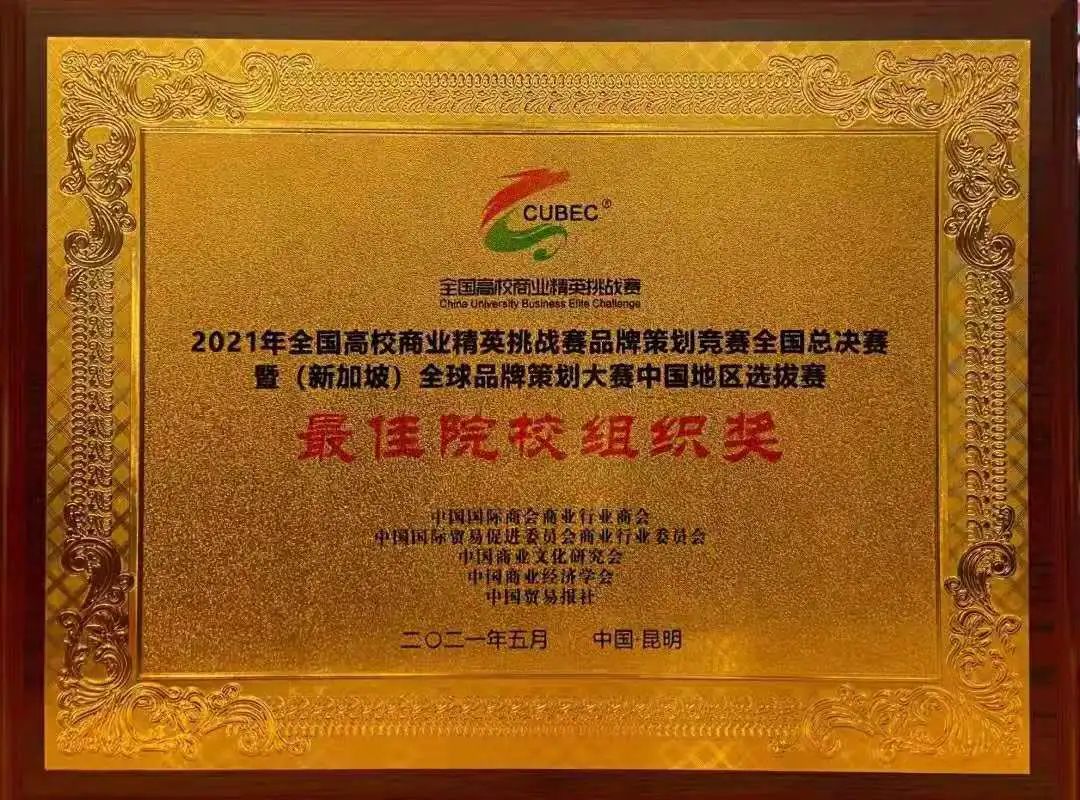 CUBEC®
全国高校商业精英挑战赛
China University Business Elite Challenge
2021年全国高校商业精英挑战赛品牌策划竞赛全国总决赛
暨（新加坡）全球品牌策划大赛中国地区选拔赛
最佳院校组织奖
中国国际商会商业行业商会
中国国际贸易促进委员会商业行业委员会
中国商业文化研究会
中国商业经济学会
中国贸易报社
二〇二一年五月 中国·昆明